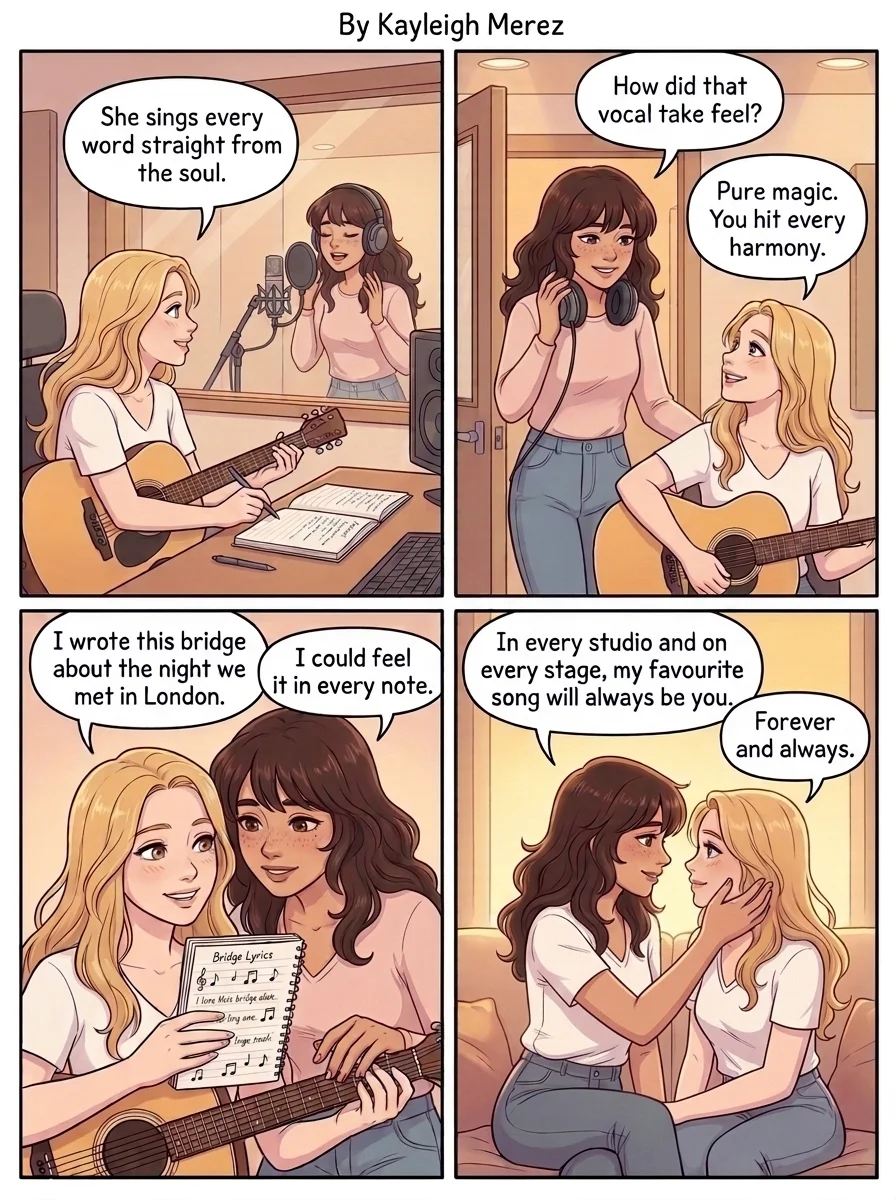 By Kayleigh Merez
She sings every
word straight from
the soul.
How did that
vocal take feel?
Pure magic.
You hit every
harmony.
I wrote this bridge
about the night we
met in London.
I could feel
it in every note.
Bridge Lyrics
bridge
In every studio and on
every stage, my favourite
song will always be you.
Forever
and always.